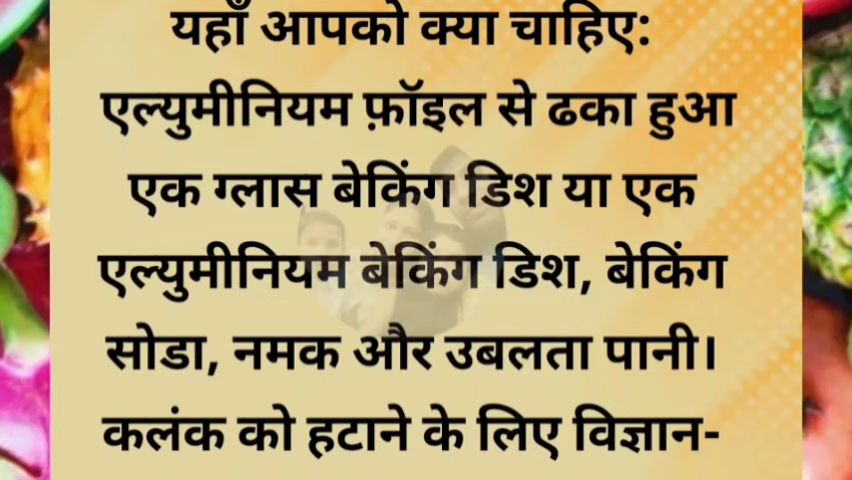 यहाँ आपको क्या चाहिए:
एल्युमीनियम फ़ॉइल से ढका हुआ
एक ग्लास बेकिंग डिश या एक
एल्युमीनियम बेकिंग डिश, बेकिंग
सोडा, नमक और उबलता पानी।
कलंक को हटाने के लिए विज्ञान-